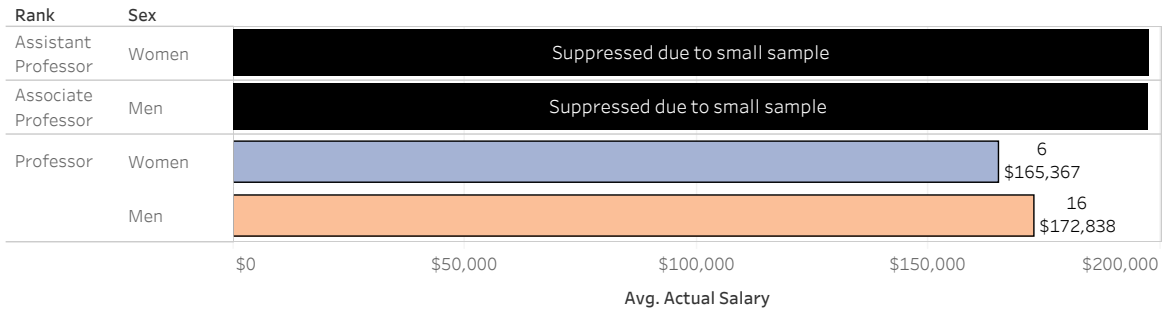 Rank Sex
Assistant
Professor
Women
Suppressed due to small sample
Associate
Professor
Men
Suppressed due to small sample
Professor
Women
6
$165,367
Men
16
$172,838
$0 $50,000 $100,000 $150,000 $200,000
Avg. Actual Salary